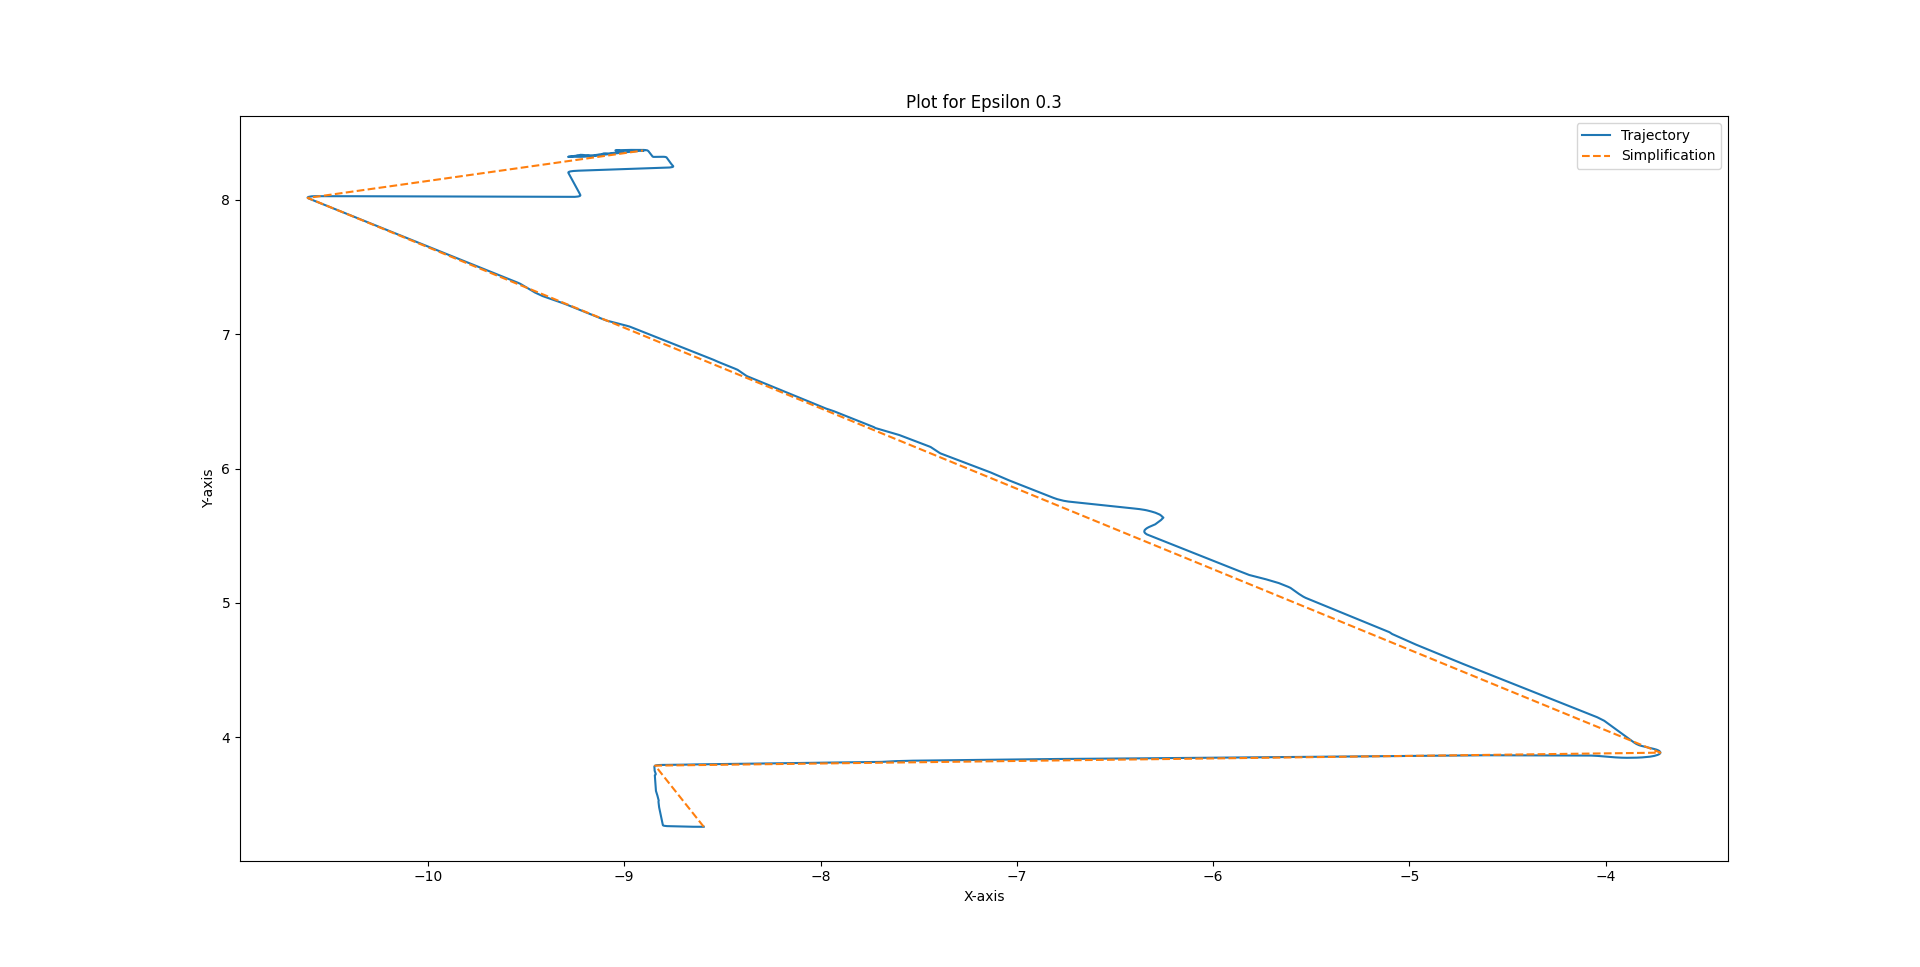 Plot for Epsilon 0.3
Trajectory
Simplification
8
7
6
5
4
Y-axis
−10
−9
−8
−7
−6
−5
−4
X-axis